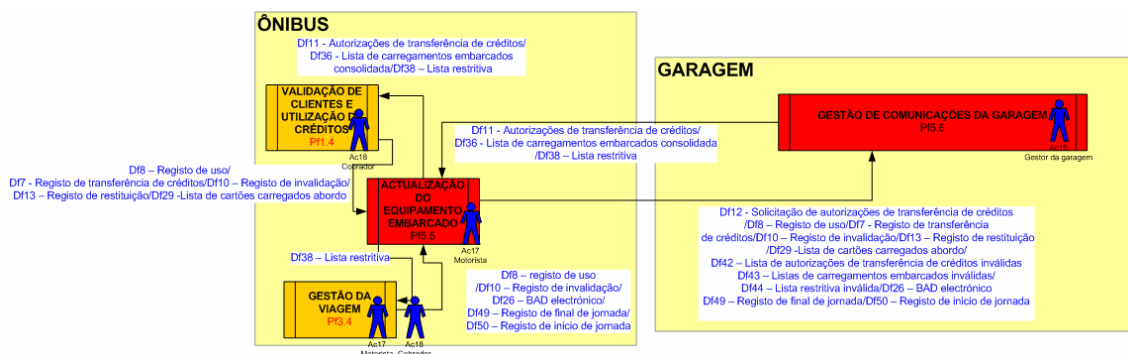 ÔNIBUS
Df11 - Autorizações de transferência de créditos/
Df36 - Lista de carregamentos embarcados
consolidada/Df38 – Lista restritiva
VALIDAÇÃO DE
CLIENTES E
UTILIZAÇÃO D
CRÉDITOS
Pf1.4
Ac18
Cobrador
Df8 – Registo de uso/
Df7 - Registo de transferência de créditos/Df10 – Registo de invalidação/
Df13 – Registo de restituição/Df29 -Lista de cartões carregados abordo
Df11 - Autorizações de transferência de créditos/
Df36 - Lista de carregamentos embarcados consolidada
/Df38 – Lista restritiva
ACTUALIZAÇÃO
DO
EQUIPAMENTO
EMBARCADO
Pf5.5
Ac17
Motorista
Df38 – Lista restritiva
Df8 – registo de uso
/Df10 – Registo de invalidação/
Df26 – BAD electrónico/
Df49 – Registo de final de jornada/
Df50 – Registo de inicio de jornada
GESTÃO DA
VIAGEM
Pf3.4
Ac17
Motorista
Ac18
Cobrador
GARAGEM
GESTÃO DE COMUNICAÇÕES DA GARAGEM
Pf5.6
Ac15
Gestor da garagem
Df12 - Solicitação de autorizações de transferência de créditos
/Df8 – Registo de uso/Df7 - Registo de transferência
de créditos/Df10 – Registo de invalidação/Df13 – Registo de restituição
/Df29 -Lista de cartões carregados abordo/
Df42 – Lista de autorizações de transferência de créditos inválidas
Df43 – Listas de carregamentos embarcados inválidas/
Df44 – Lista restritiva inválida/Df26 – BAD electrónico
Df49 – Registo de final de jornada/Df50 – Registo de inicio de jornada